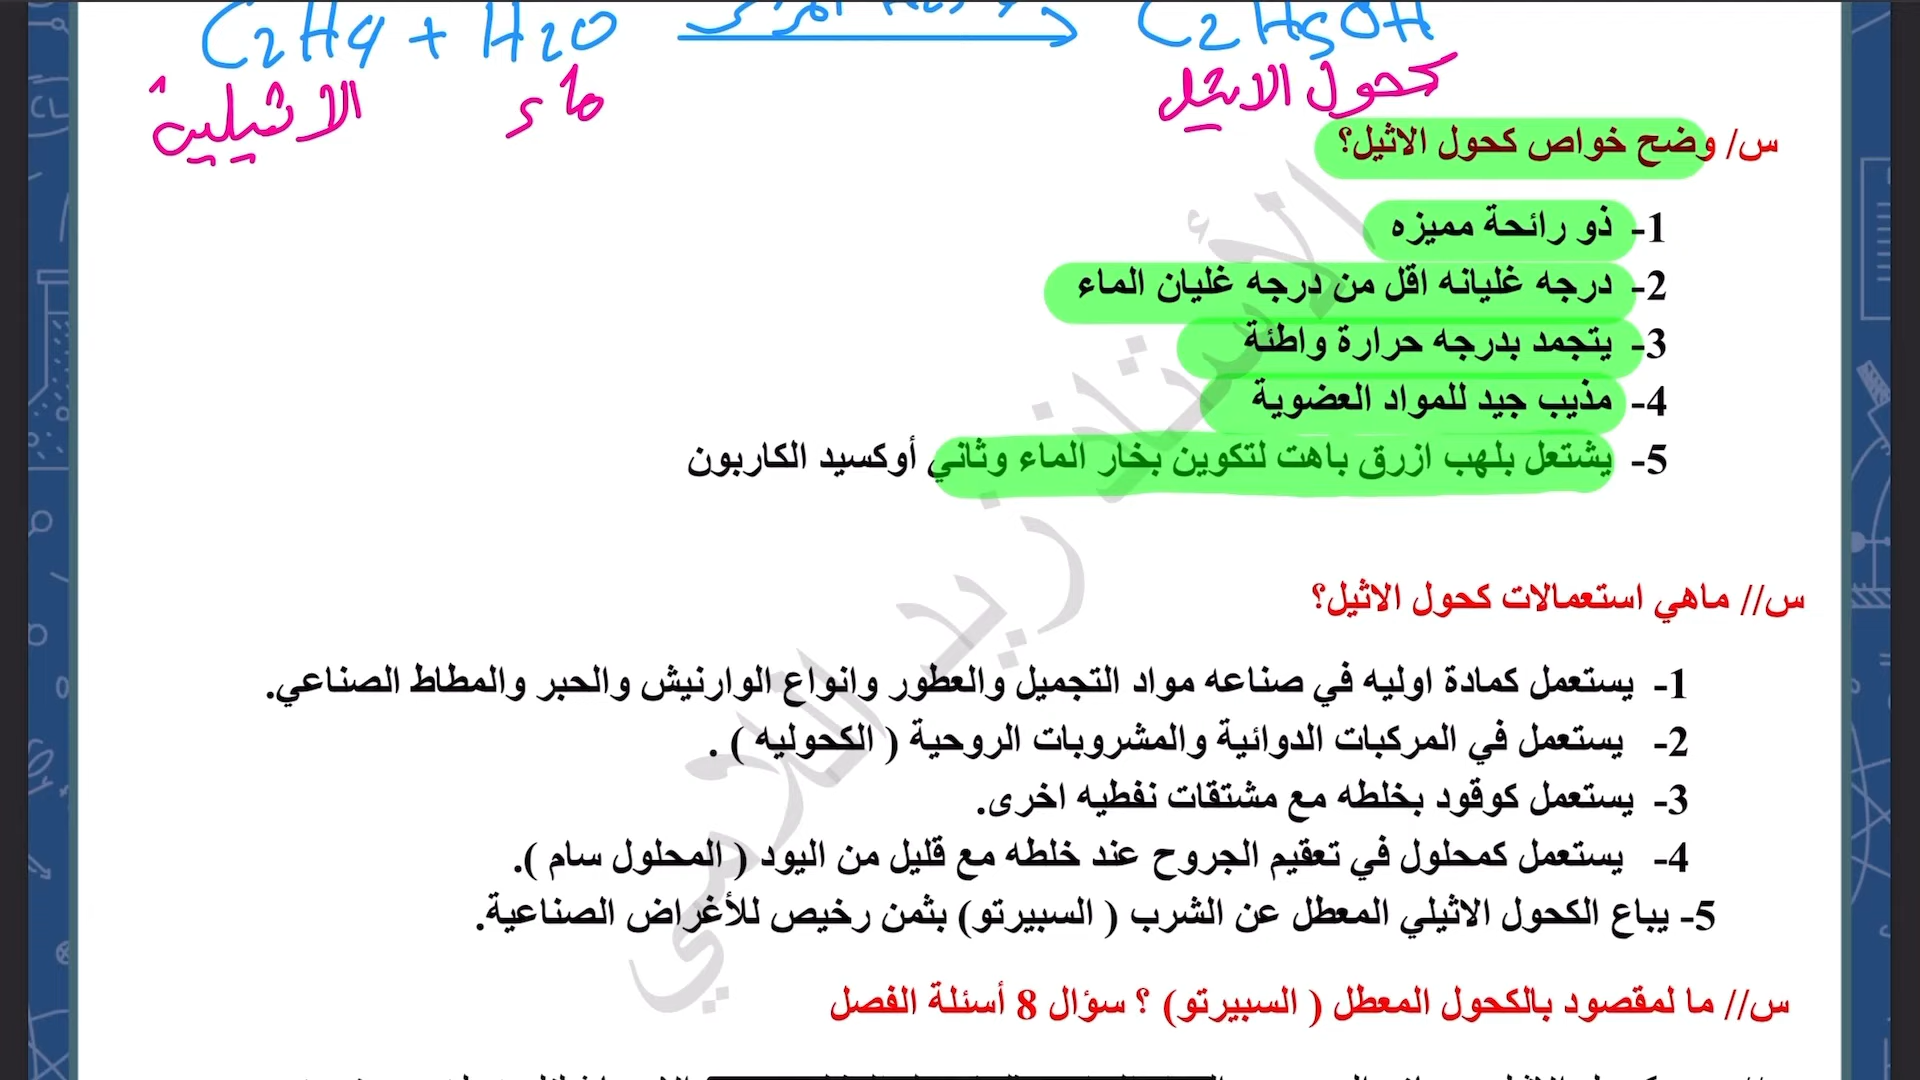 C2H4 + H2O → C2H5OH
الاثيلين ماء كحول الاثيل
س/ وضح خواص كحول الاثيل؟
1- ذو رائحة مميزه
2- درجه غليانه اقل من درجه غليان الماء
3- يتجمد بدرجه حرارة واطئة
4- مذيب جيد للمواد العضوية
5- يشتعل بلهب ازرق باهت لتكوين بخار الماء وثاني أوكسيد الكاربون
س// ماهي استعمالات كحول الاثيل؟
1- يستعمل كمادة اوليه في صناعه مواد التجميل والعطور وانواع الوارنيش والحبر والمطاط الصناعي.
2- يستعمل في المركبات الدوائية والمشروبات الروحية ( الكحوليه ) .
3- يستعمل كوقود بخلطه مع مشتقات نفطيه اخرى.
4- يستعمل كمحلول في تعقيم الجروح عند خلطه مع قليل من اليود ( المحلول سام ).
5- يباع الكحول الاثيلي المعطل عن الشرب ( السبيرتو) بثمن رخيص للأغراض الصناعية.
س// ما لمقصود بالكحول المعطل ( السبيرتو) ؟ سؤال 8 أسئلة الفصل
الأستاذ زيد اللامي